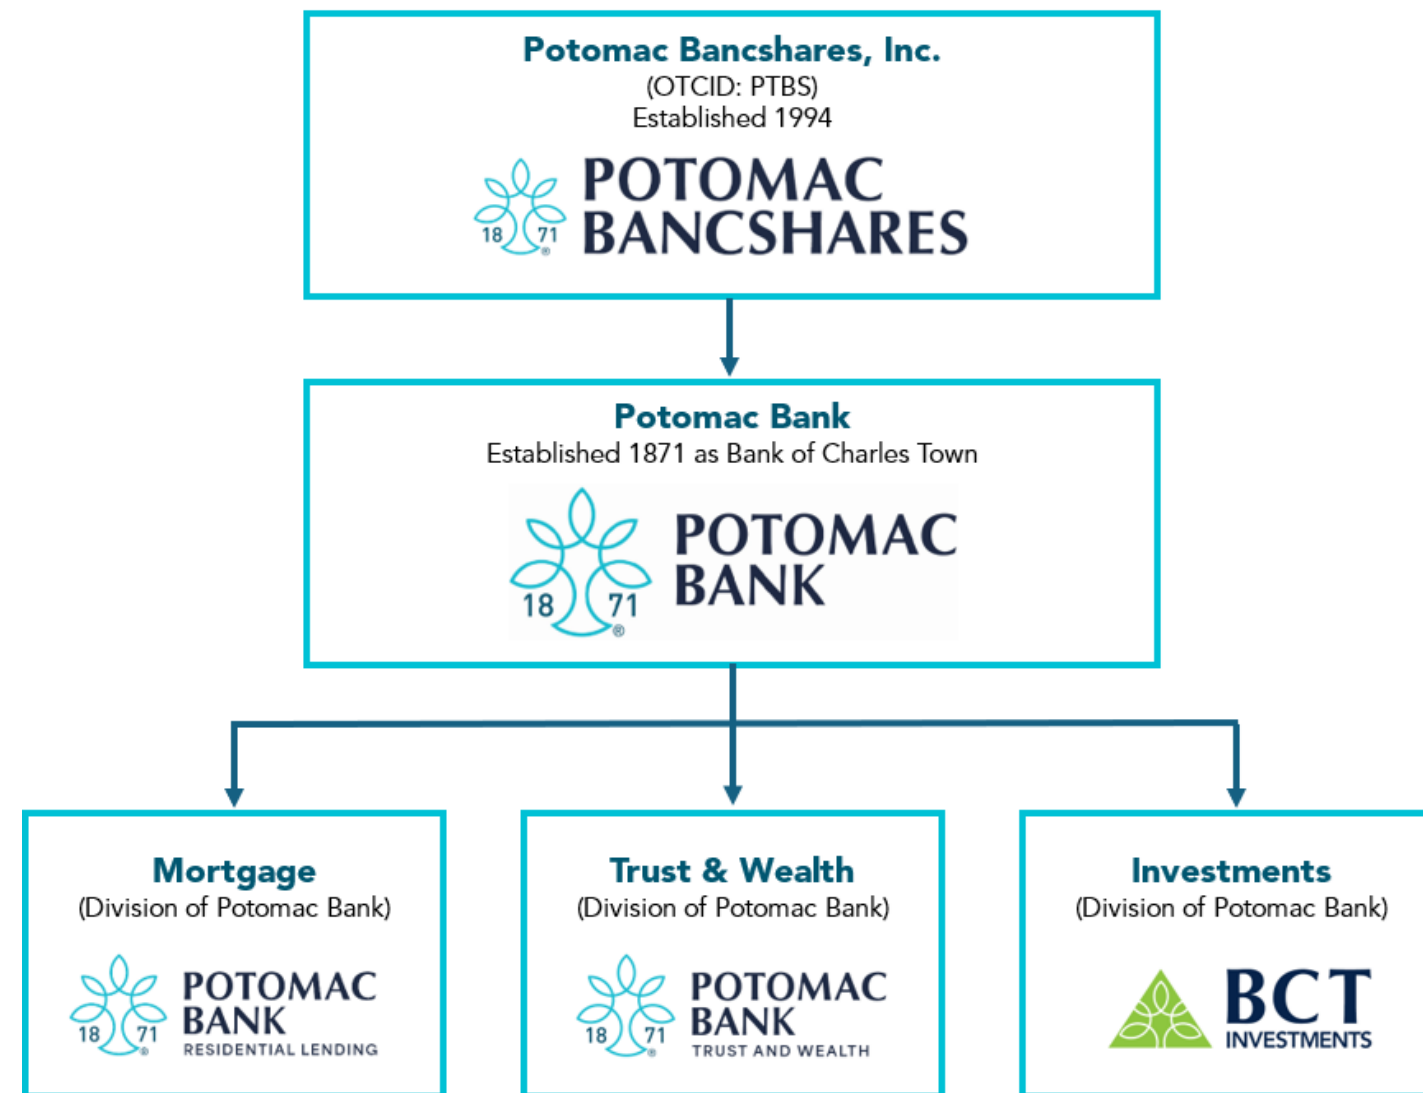 Potomac Bancshares, Inc.
(OTCID: PTBS)
Established 1994
POTOMAC
BANCSHARES
18 71
®
Potomac Bank
Established 1871 as Bank of Charles Town
POTOMAC
BANK
18 71
®
Mortgage
(Division of Potomac Bank)
POTOMAC
BANK
RESIDENTIAL LENDING
18 71
®
Trust & Wealth
(Division of Potomac Bank)
POTOMAC
BANK
TRUST AND WEALTH
18 71
®
Investments
(Division of Potomac Bank)
BCT
INVESTMENTS